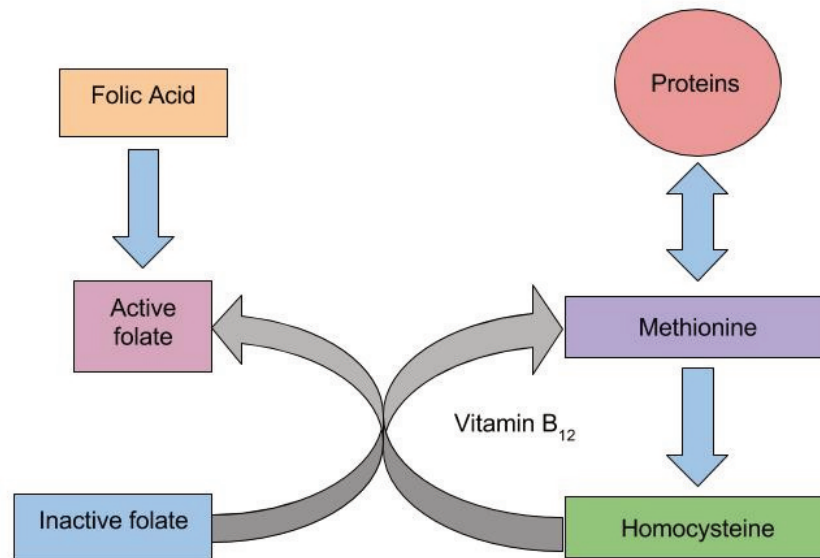 Folic Acid
Proteins
Active
folate
Methionine
Vitamin B₁₂
Inactive folate
Homocysteine